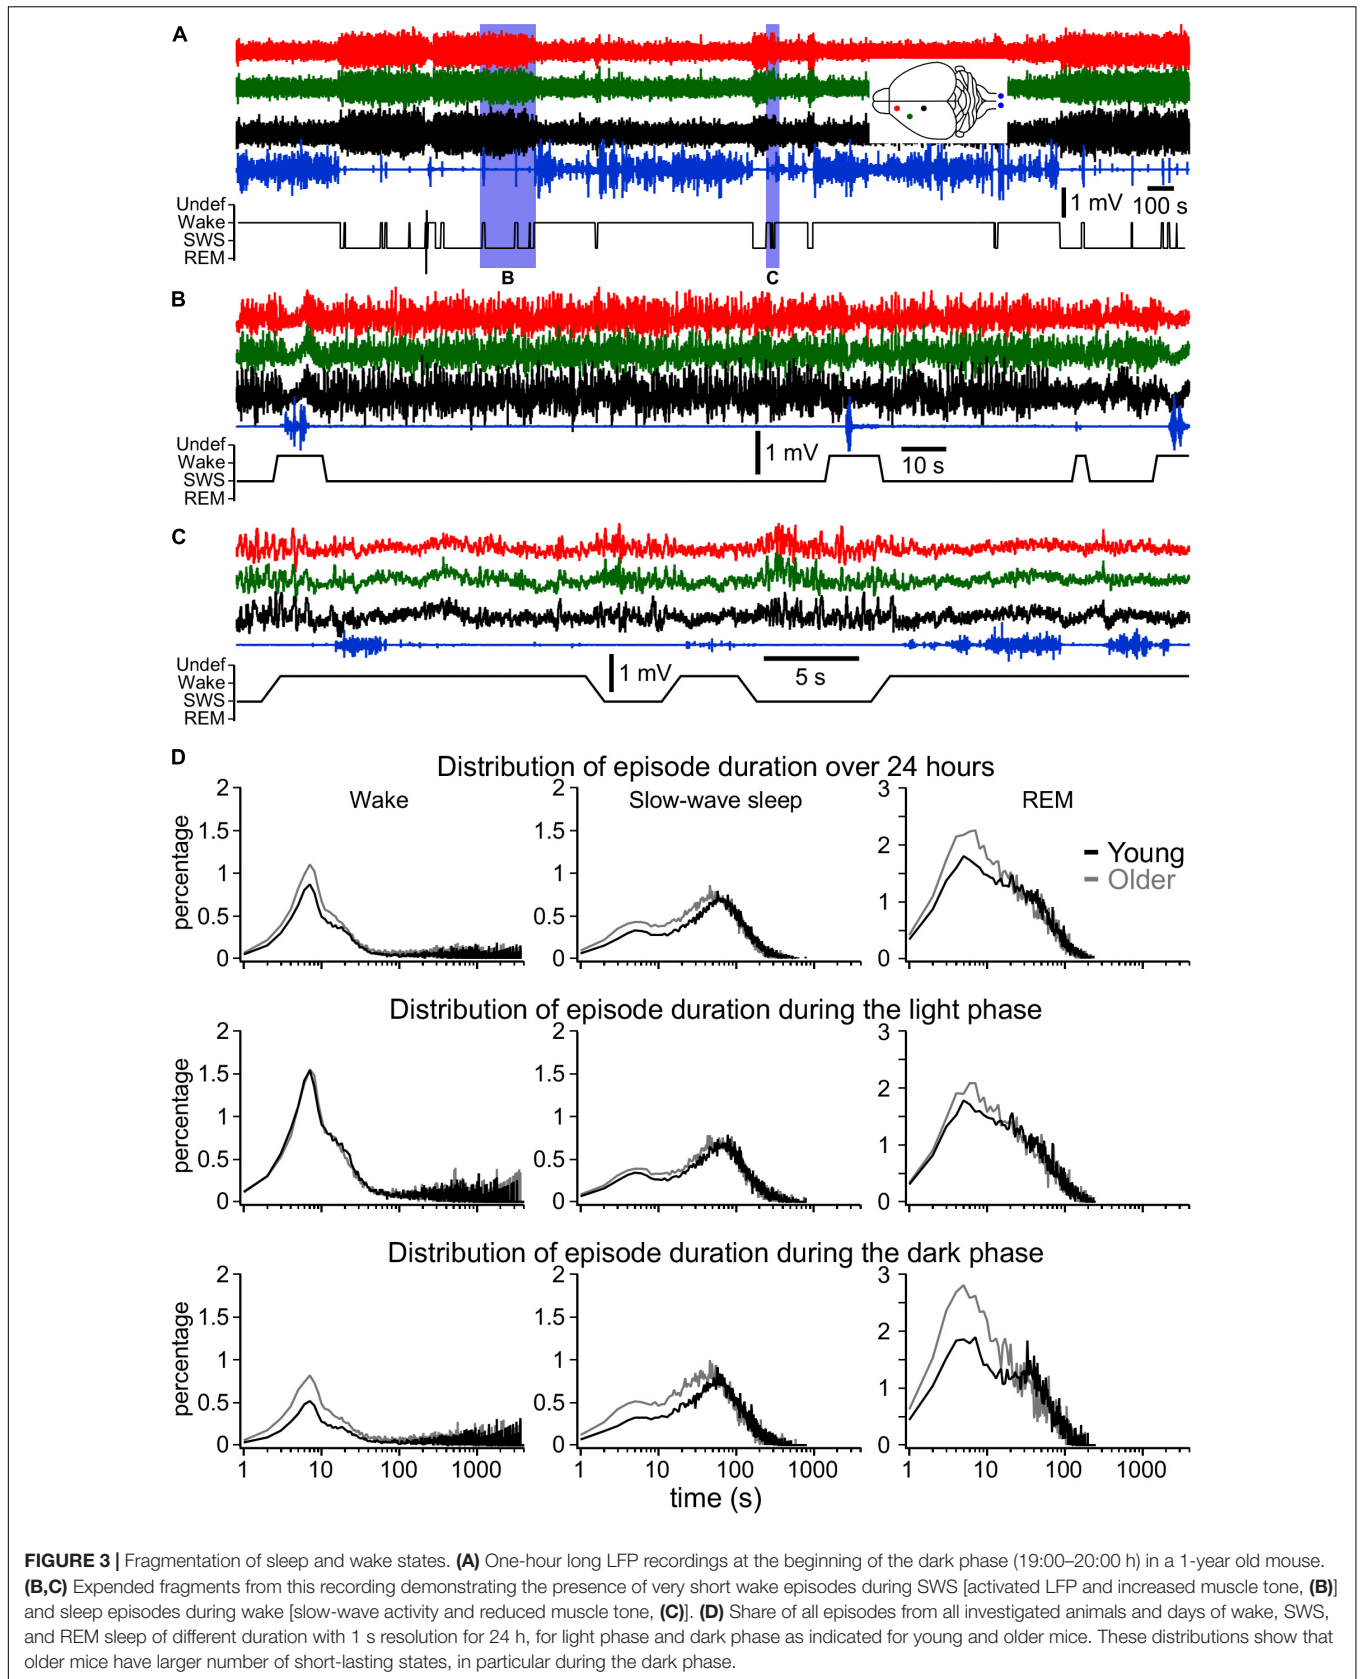 A
Undef
Wake
SWS
REM
1 mV 100 s
B
C
B
Undef
Wake
SWS
REM
1 mV
10 s
C
Undef
Wake
SWS
REM
1 mV
5 s
D
Distribution of episode duration over 24 hours
Wake
Slow-wave sleep
REM
percentage
2
1.5
1
0.5
0
2
1.5
1
0.5
0
3
2
1
0
Young
Older
Distribution of episode duration during the light phase
percentage
2
1.5
1
0.5
0
2
1.5
1
0.5
0
3
2
1
0
Distribution of episode duration during the dark phase
percentage
2
1.5
1
0.5
0
2
1.5
1
0.5
0
3
2
1
0
1 10 100 1000
1 10 100 1000
1 10 100 1000
time (s)
FIGURE 3 | Fragmentation of sleep and wake states. (A) One-hour long LFP recordings at the beginning of the dark phase (19:00–20:00 h) in a 1-year old mouse.
(B,C) Expended fragments from this recording demonstrating the presence of very short wake episodes during SWS [activated LFP and increased muscle tone, (B)]
and sleep episodes during wake [slow-wave activity and reduced muscle tone, (C)]. (D) Share of all episodes from all investigated animals and days of wake, SWS,
and REM sleep of different duration with 1 s resolution for 24 h, for light phase and dark phase as indicated for young and older mice. These distributions show that
older mice have larger number of short-lasting states, in particular during the dark phase.